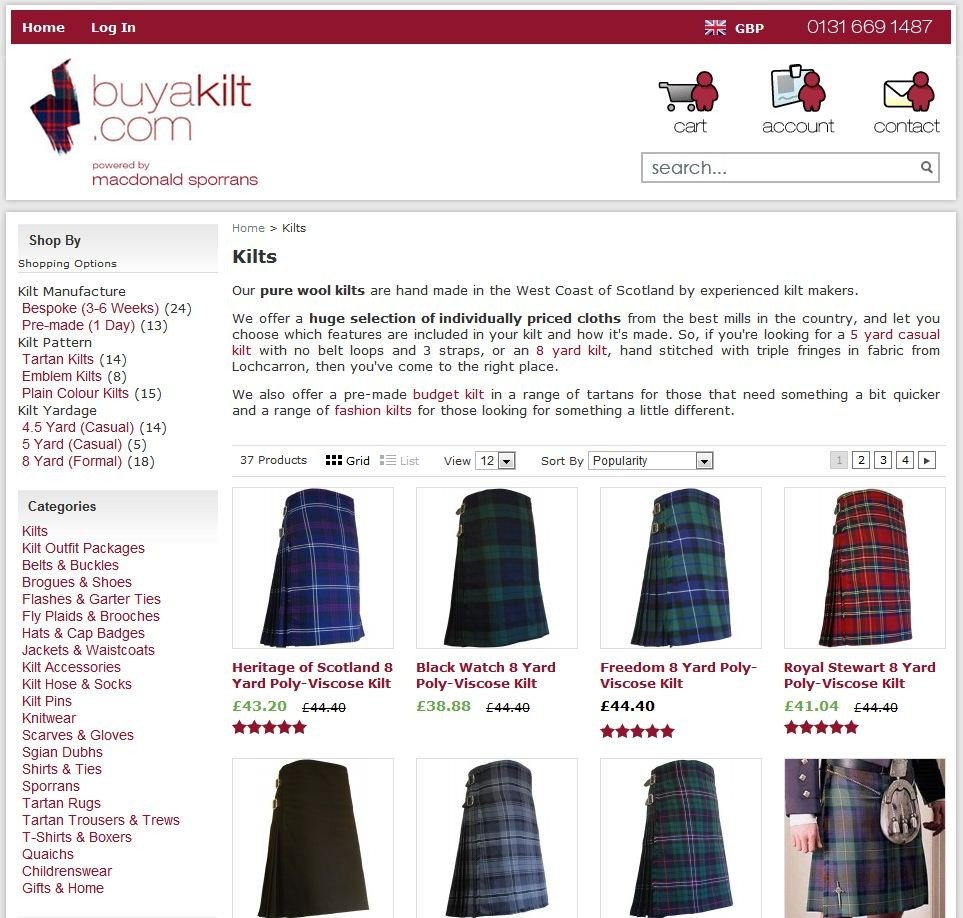 Home Log In GBP 0131 669 1487
buyakilt
.com
powered by
macdonald sporrans
cart account contact
search...
Shop By
Shopping Options
Kilt Manufacture
Bespoke (3-6 Weeks) (24)
Pre-made (1 Day) (13)
Kilt Pattern
Tartan Kilts (14)
Emblem Kilts (8)
Plain Colour Kilts (15)
Kilt Yardage
4.5 Yard (Casual) (14)
5 Yard (Casual) (5)
8 Yard (Formal) (18)
Categories
Kilts
Kilt Outfit Packages
Belts & Buckles
Brogues & Shoes
Flashes & Garter Ties
Fly Plaids & Brooches
Hats & Cap Badges
Jackets & Waistcoats
Kilt Accessories
Kilt Hose & Socks
Kilt Pins
Knitwear
Scarves & Gloves
Sgian Dubhs
Shirts & Ties
Sporrans
Tartan Rugs
Tartan Trousers & Trews
T-Shirts & Boxers
Quaichs
Childrenswear
Gifts & Home
Home > Kilts
Kilts
Our pure wool kilts are hand made in the West Coast of Scotland by experienced kilt makers.
We offer a huge selection of individually priced cloths from the best mills in the country, and let you
choose which features are included in your kilt and how it's made. So, if you're looking for a 5 yard casual
kilt with no belt loops and 3 straps, or an 8 yard kilt, hand stitched with triple fringes in fabric from
Lochcarron, then you've come to the right place.
We also offer a pre-made budget kilt in a range of tartans for those that need something a bit quicker
and a range of fashion kilts for those looking for something a little different.
37 Products Grid List View 12 Sort By Popularity 1 2 3 4
Heritage of Scotland 8
Yard Poly-Viscose Kilt
£43.20 £44.40
Black Watch 8 Yard
Poly-Viscose Kilt
£38.88 £44.40
Freedom 8 Yard Poly-
Viscose Kilt
£44.40
Royal Stewart 8 Yard
Poly-Viscose Kilt
£41.04 £44.40